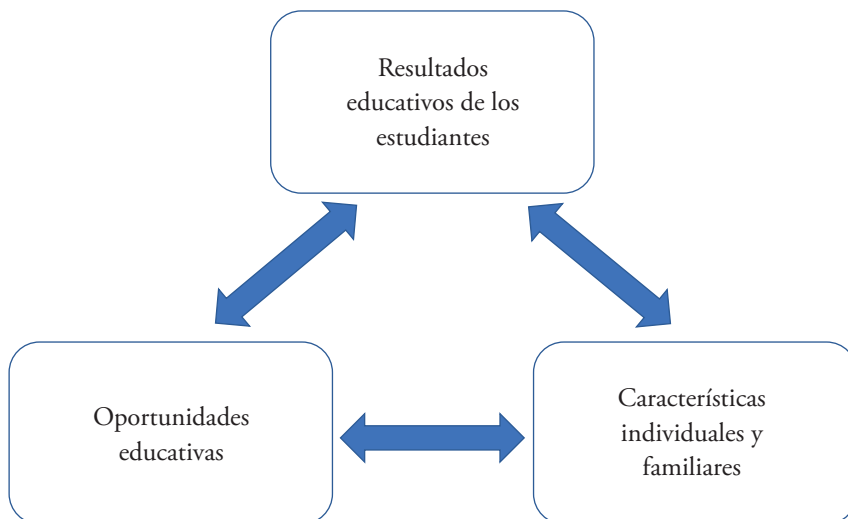 Resultados
educativos de los
estudiantes
Oportunidades
educativas
Características
individuales y
familiares